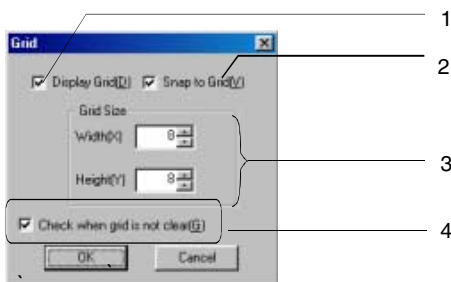 1
Grid
2
Display Grid(D) Snap to Grid(V)
Grid Size
Width(X) 8
3
Height(Y) 8
Check when grid is not clear(G)
4
OK Cancel